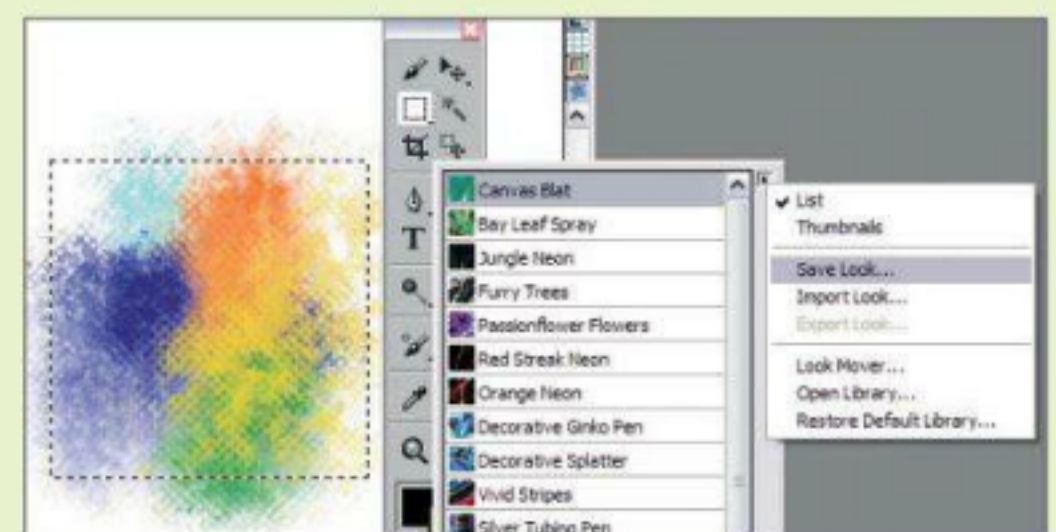 Canvas Blat
Bay Leaf Spray
Jungle Neon
Furry Trees
Passionflower Flowers
Red Streak Neon
Orange Neon
Decorative Ginko Pen
Decorative Splatter
Vivid Stripes
Silver Tubing Pen
List
Thumbnails
Save Look...
Import Look...
Export Look...
Look Mover...
Open Library...
Restore Default Library...
T